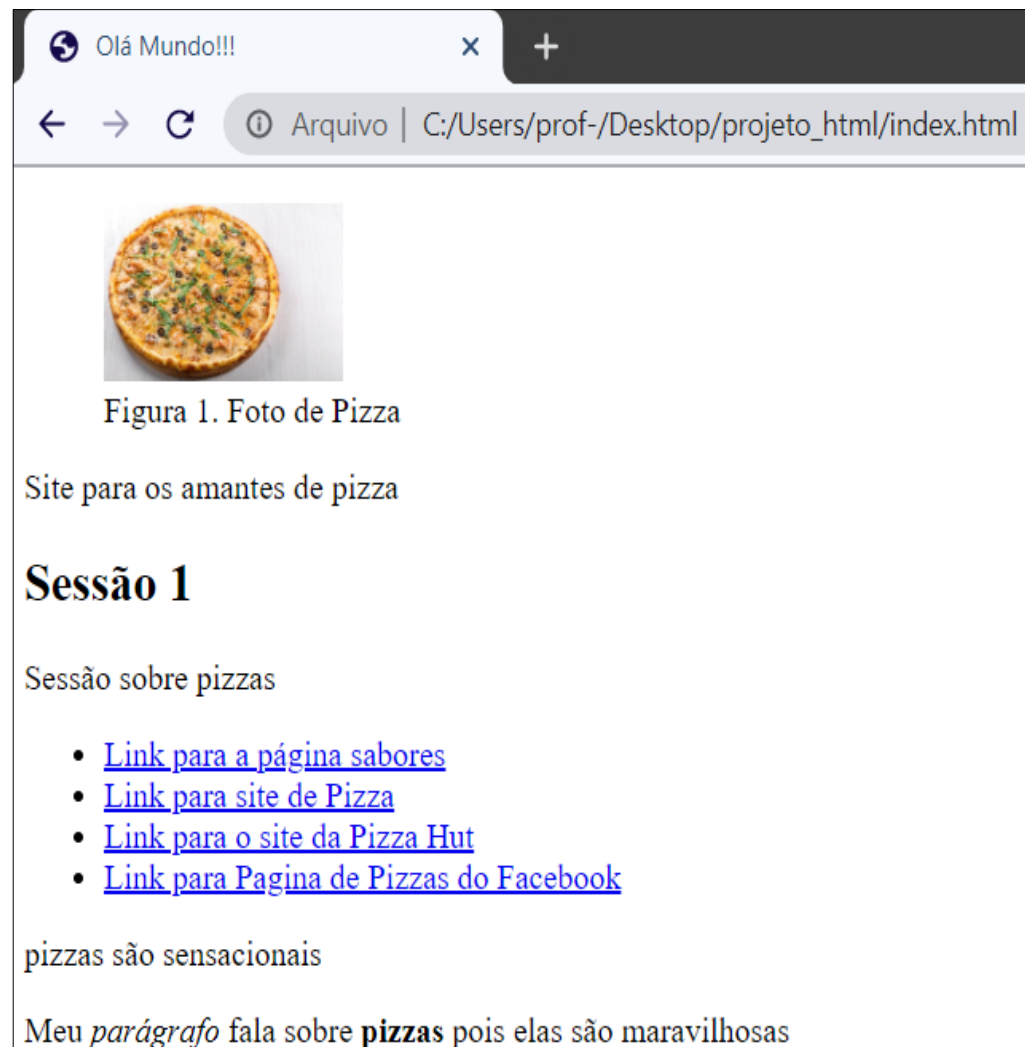 Olá Mundo!!!
Arquivo | C:/Users/prof-/Desktop/projeto_html/index.html
Figura 1. Foto de Pizza
Site para os amantes de pizza
Sessão 1
Sessão sobre pizzas
• Link para a página sabores
• Link para site de Pizza
• Link para o site da Pizza Hut
• Link para Pagina de Pizzas do Facebook
pizzas são sensacionais
Meu parágrafo fala sobre pizzas pois elas são maravilhosas